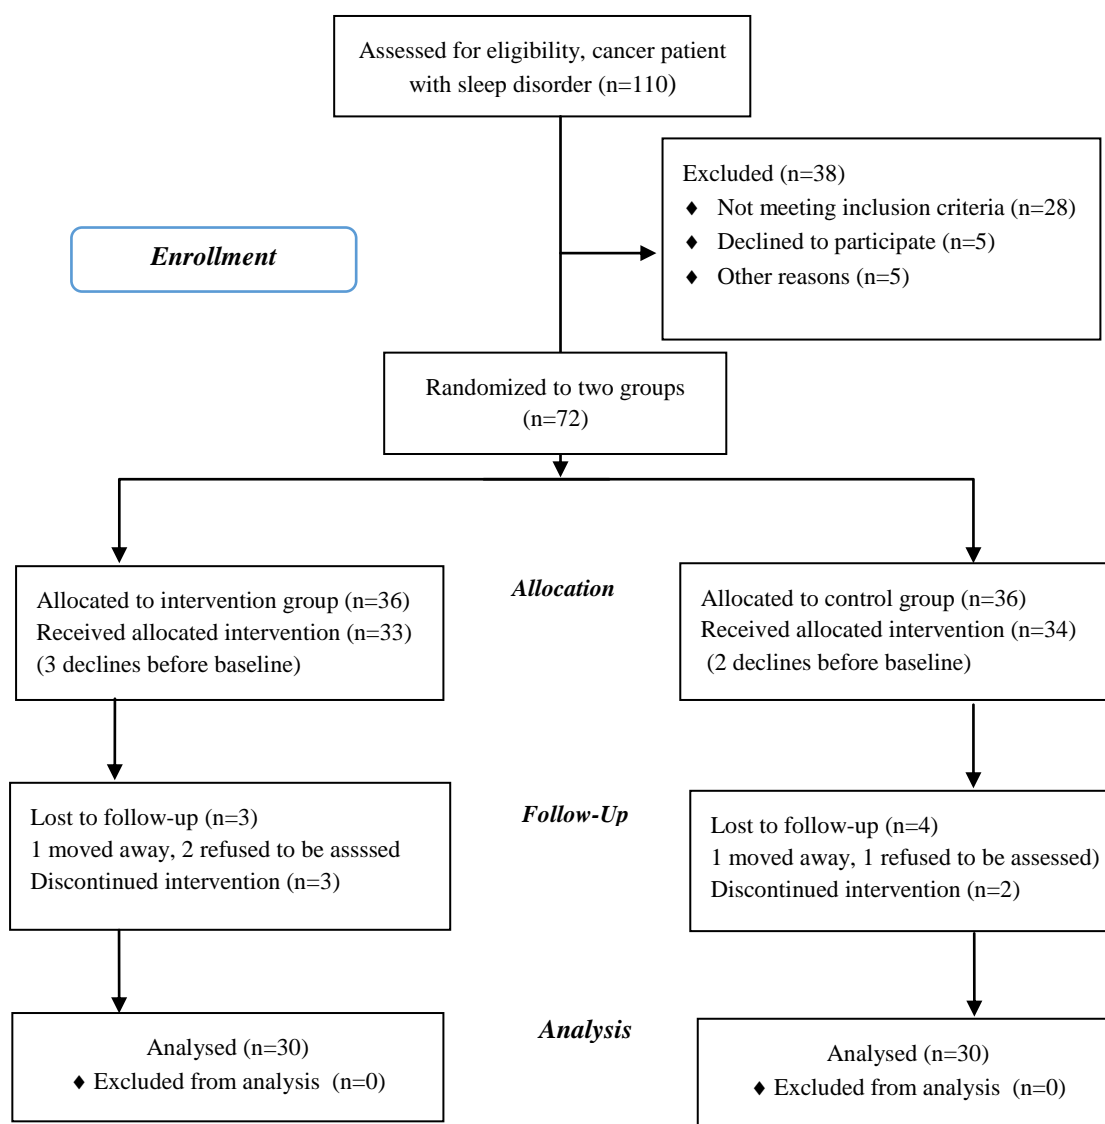 Assessed for eligibility, cancer patient
with sleep disorder (n=110)
Excluded (n=38)
♦ Not meeting inclusion criteria (n=28)
♦ Declined to participate (n=5)
♦ Other reasons (n=5)
Enrollment
Randomized to two groups
(n=72)
Allocation
Allocated to intervention group (n=36)
Received allocated intervention (n=33)
(3 declines before baseline)
Allocated to control group (n=36)
Received allocated intervention (n=34)
(2 declines before baseline)
Follow-Up
Lost to follow-up (n=3)
1 moved away, 2 refused to be assssed
Discontinued intervention (n=3)
Lost to follow-up (n=4)
1 moved away, 1 refused to be assessed)
Discontinued intervention (n=2)
Analysis
Analysed (n=30)
♦ Excluded from analysis (n=0)
Analysed (n=30)
♦ Excluded from analysis (n=0)